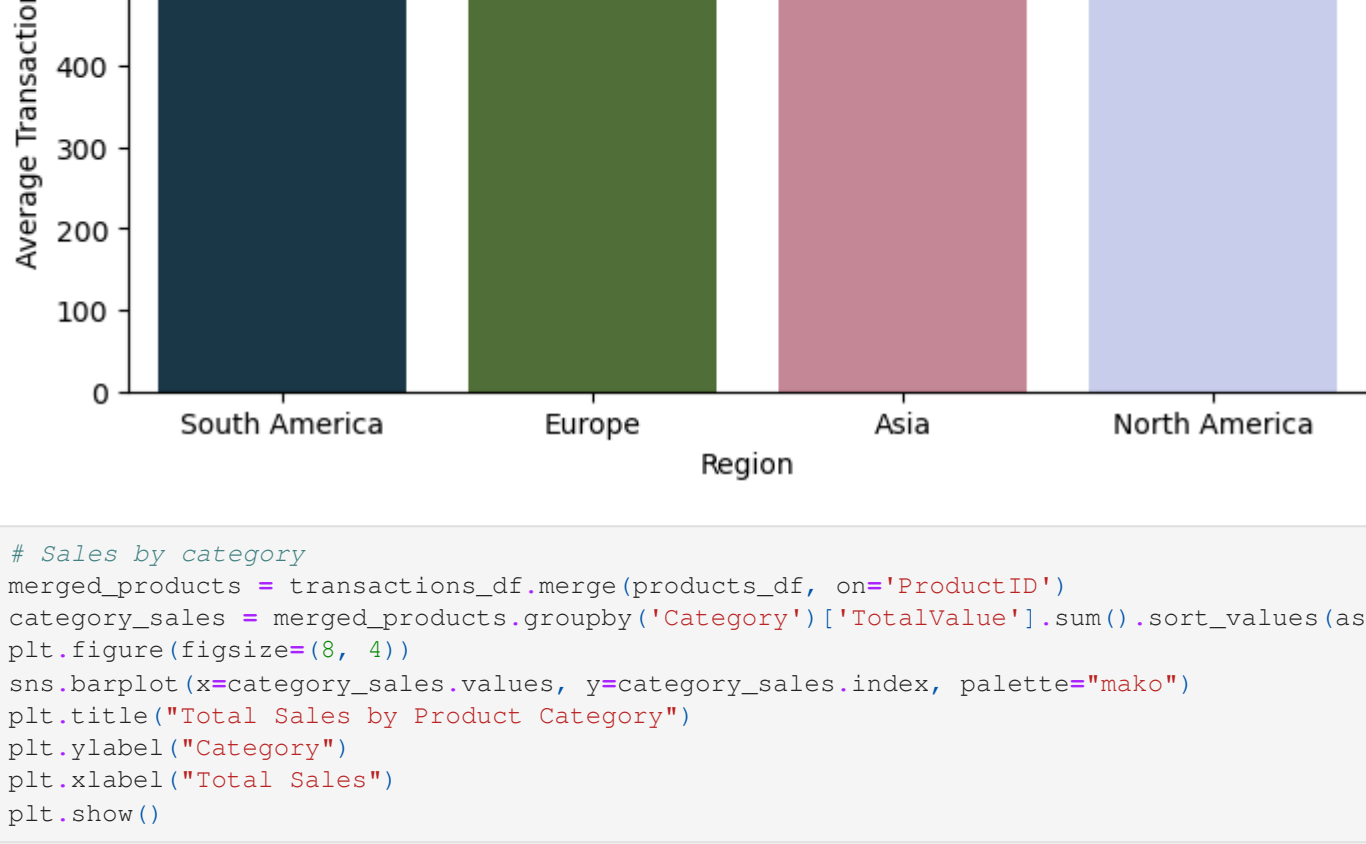 Average Transactio
400
300
200
100
0
South America Europe Asia North America
Region
# Sales by category
merged_products = transactions_df.merge(products_df, on='ProductID')
category_sales = merged_products.groupby('Category')['TotalValue'].sum().sort_values(as
plt.figure(figsize=(8, 4))
sns.barplot(x=category_sales.values, y=category_sales.index, palette="mako")
plt.title("Total Sales by Product Category")
plt.ylabel("Category")
plt.xlabel("Total Sales")
plt.show()